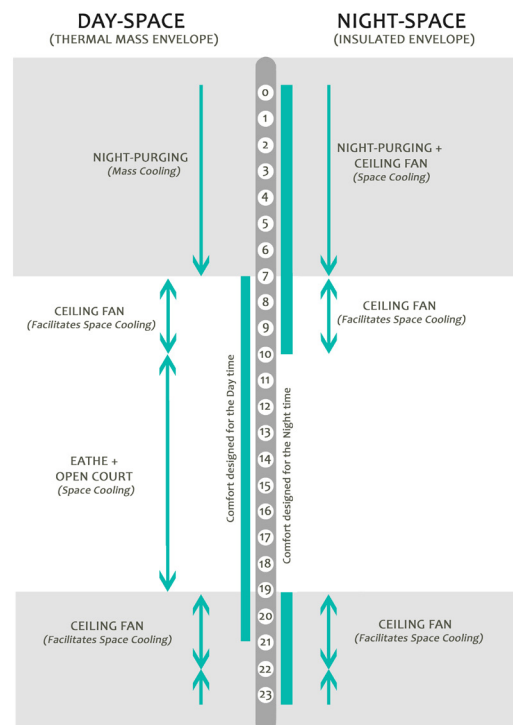 DAY-SPACE
(THERMAL MASS ENVELOPE)
NIGHT-SPACE
(INSULATED ENVELOPE)
0
1
2
3
4
5
6
7
8
9
10
11
12
13
14
15
16
17
18
19
20
21
22
23
NIGHT-PURGING
(Mass Cooling)
CEILING FAN
(Facilitates Space Cooling)
EATHE +
OPEN COURT
(Space Cooling)
CEILING FAN
(Facilitates Space Cooling)
Comfort designed for the Day time
Comfort designed for the Night time
NIGHT-PURGING +
CEILING FAN
(Space Cooling)
CEILING FAN
(Facilitates Space Cooling)
CEILING FAN
(Facilitates Space Cooling)